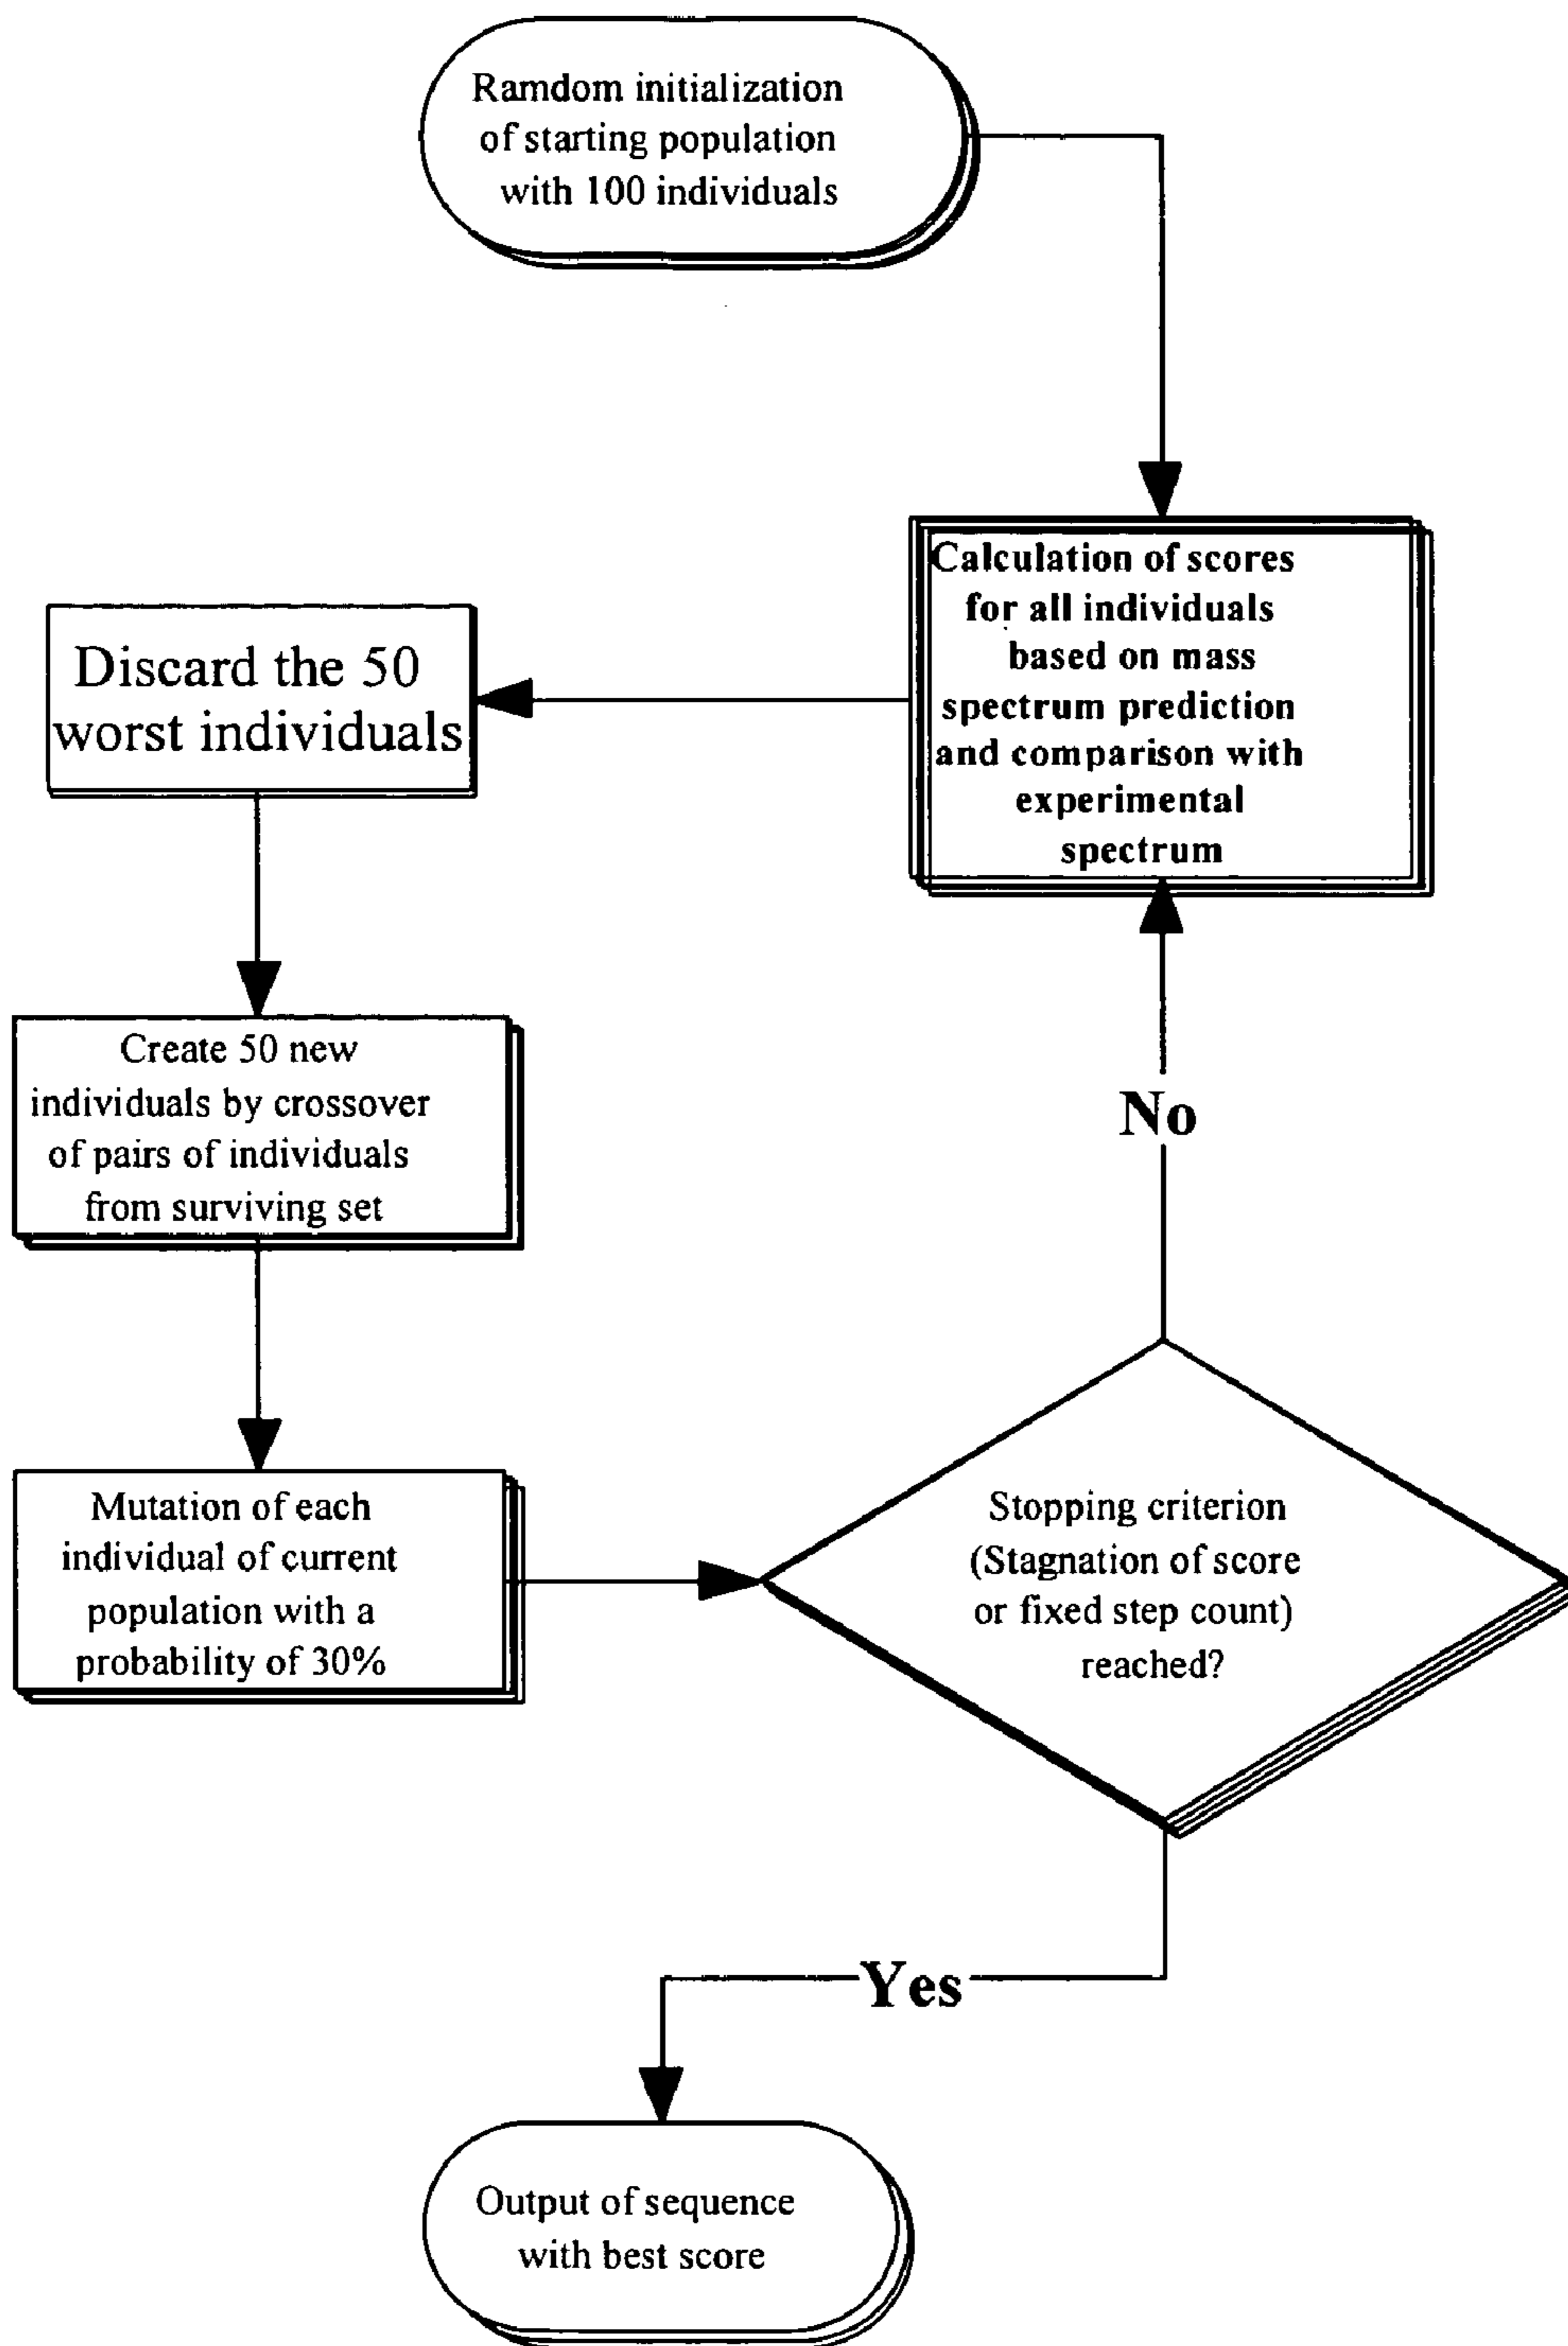 Ramdom initialization
of starting population
with 100 individuals
Calculation of scores
for all individuals
based on mass
spectrum prediction
and comparison with
experimental
spectrum
Discard the 50
worst individuals
Create 50 new
individuals by crossover
of pairs of individuals
from surviving set
Mutation of each
individual of current
population with a
probability of 30%
Stopping criterion
(Stagnation of score
or fixed step count)
reached?
No
Yes
Output of sequence
with best score